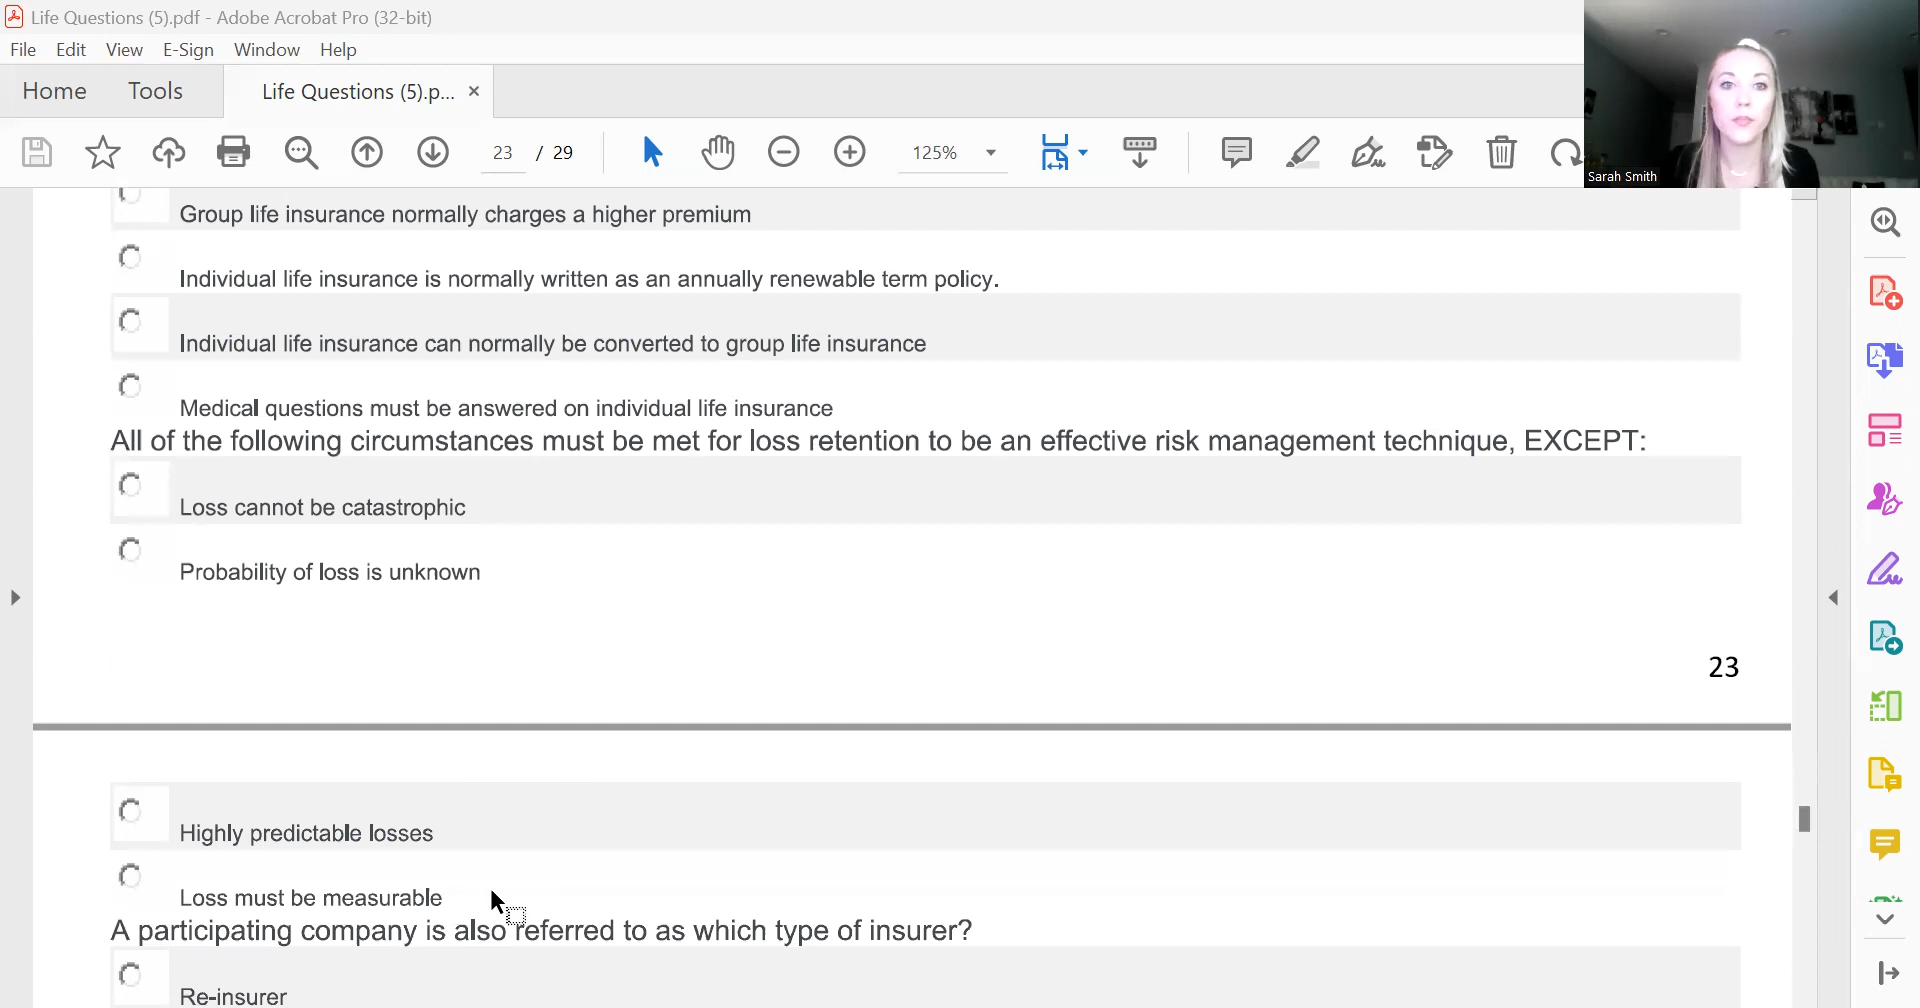 Life Questions (5).pdf - Adobe Acrobat Pro (32-bit)
File Edit View E-Sign Window Help
Home Tools Life Questions (5).p... ×
23 / 29 125%
Sarah Smith
Group life insurance normally charges a higher premium
Individual life insurance is normally written as an annually renewable term policy.
Individual life insurance can normally be converted to group life insurance
Medical questions must be answered on individual life insurance
All of the following circumstances must be met for loss retention to be an effective risk management technique, EXCEPT:
Loss cannot be catastrophic
Probability of loss is unknown
23
Highly predictable losses
Loss must be measurable
A participating company is also referred to as which type of insurer?
Re-insurer